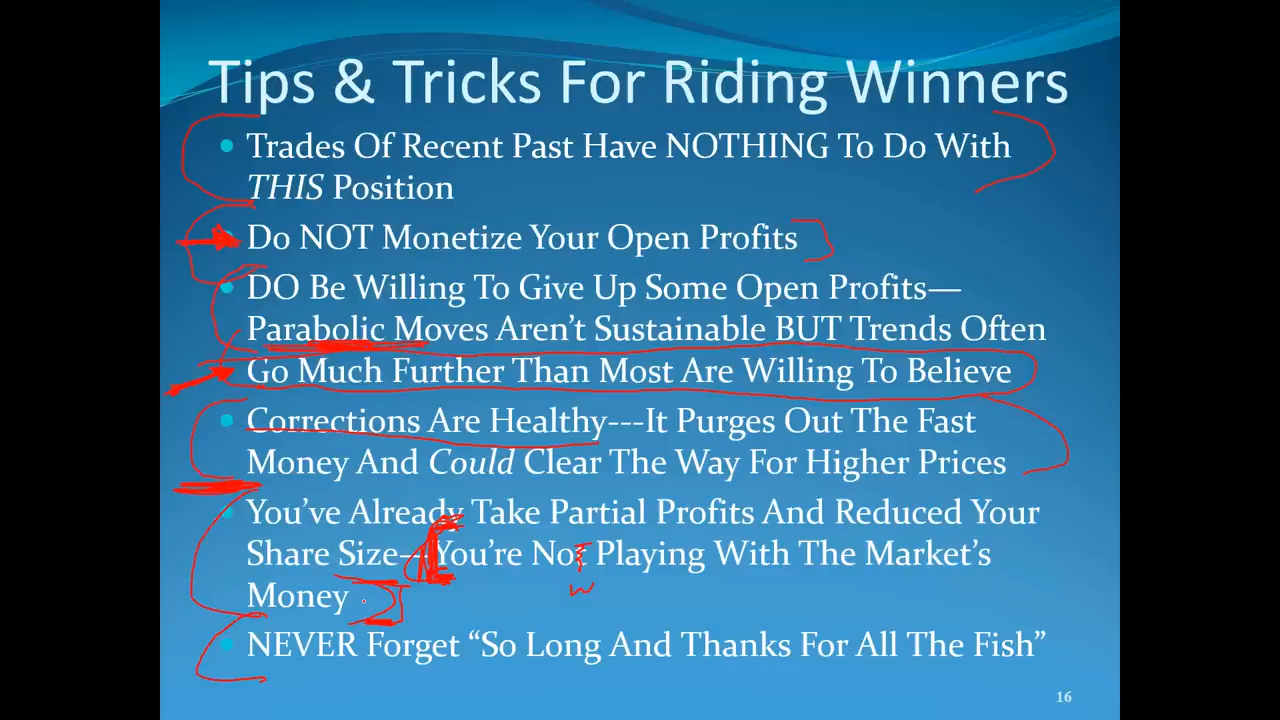 Tips & Tricks For Riding Winners
Trades Of Recent Past Have NOTHING To Do With
THIS Position
Do NOT Monetize Your Open Profits
DO Be Willing To Give Up Some Open Profits—
Parabolic Moves Aren't Sustainable BUT Trends Often
Go Much Further Than Most Are Willing To Believe
Corrections Are Healthy---It Purges Out The Fast
Money And Could Clear The Way For Higher Prices
You've Already Take Partial Profits And Reduced Your
Share Size—You're Not Playing With The Market's
w
Money
NEVER Forget "So Long And Thanks For All The Fish"
16